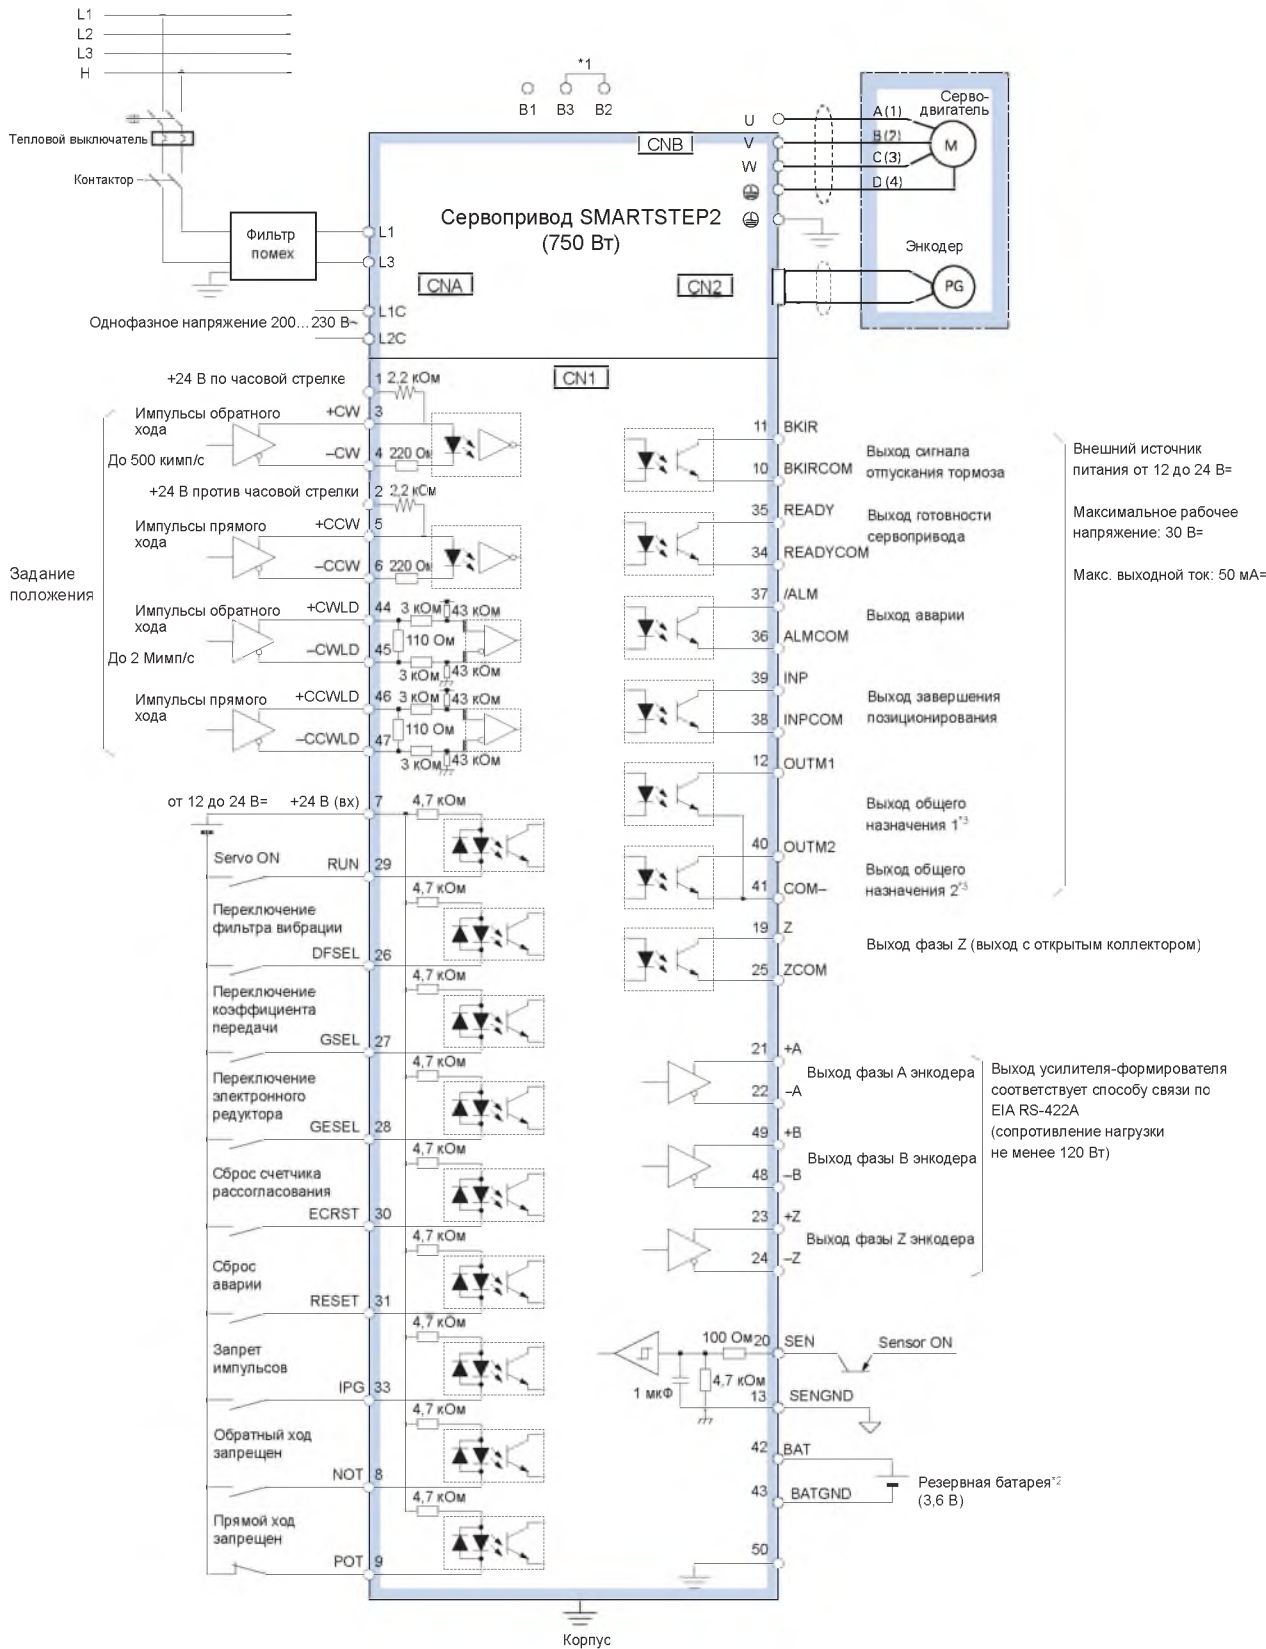 L1
L2
L3
Н
Тепловой выключатель
Контактор
Фильтр
помех
L1
L3
Однофазное напряжение 200…230 В~
L1C
L2C
*1
B1
B3
B2
CNB
Сервопривод SMARTSTEP2
(750 Вт)
CNA
CN2
CN1
U
V
W
A (1)
B (2)
C (3)
D (4)
Серво-
двигатель
M
Энкодер
PG
+24 В по часовой стрелке
1
2,2 кОм
Импульсы обратного
хода
До 500 кимп/с
+CW
3
–CW
4
220 Ом
+24 В против часовой стрелки
2
2,2 кОм
Импульсы прямого
хода
+CCW
5
–CCW
6
220 Ом
Задание
положения
Импульсы обратного
хода
До 2 Мимп/с
+CWLD
44
3 кОм
43 кОм
110 Ом
–CWLD
45
3 кОм
43 кОм
Импульсы прямого
хода
+CCWLD
46
3 кОм
43 кОм
110 Ом
–CCWLD
47
3 кОм
43 кОм
от 12 до 24 В=
+24 В (вх)
7
4,7 кОм
Servo ON
RUN
29
4,7 кОм
Переключение
фильтра вибрации
DFSEL
26
4,7 кОм
Переключение
коэффициента
передачи
GSEL
27
4,7 кОм
Переключение
электронного
редуктора
GESEL
28
4,7 кОм
Сброс счетчика
рассогласования
ECRST
30
4,7 кОм
Сброс
аварии
RESET
31
4,7 кОм
Запрет
импульсов
IPG
33
4,7 кОм
Обратный ход
запрещен
NOT
8
4,7 кОм
Прямой ход
запрещен
POT
9
11
BKIR
10
BKIRCOM
Выход сигнала
отпускания тормоза
35
READY
34
READYCOM
Выход готовности
сервопривода
37
/ALM
36
ALMCOM
Выход аварии
39
INP
38
INPCOM
Выход завершения
позиционирования
12
OUTM1
Выход общего
назначения 1*3
40
OUTM2
41
COM–
Выход общего
назначения 2*3
19
Z
25
ZCOM
Выход фазы Z (выход с открытым коллектором)
Внешний источник
питания от 12 до 24 В=
Максимальное рабочее
напряжение: 30 В=
Макс. выходной ток: 50 мА=
21
+A
22
–A
Выход фазы A энкодера
49
+B
48
–B
Выход фазы B энкодера
23
+Z
24
–Z
Выход фазы Z энкодера
Выход усилителя-формирователя
соответствует способу связи по
EIA RS-422A
(сопротивление нагрузки
не менее 120 Вт)
100 Ом
20
SEN
Sensor ON
1 мкФ
4,7 кОм
13
SENGND
42
BAT
43
BATGND
Резервная батарея*2
(3,6 В)
50
Корпус